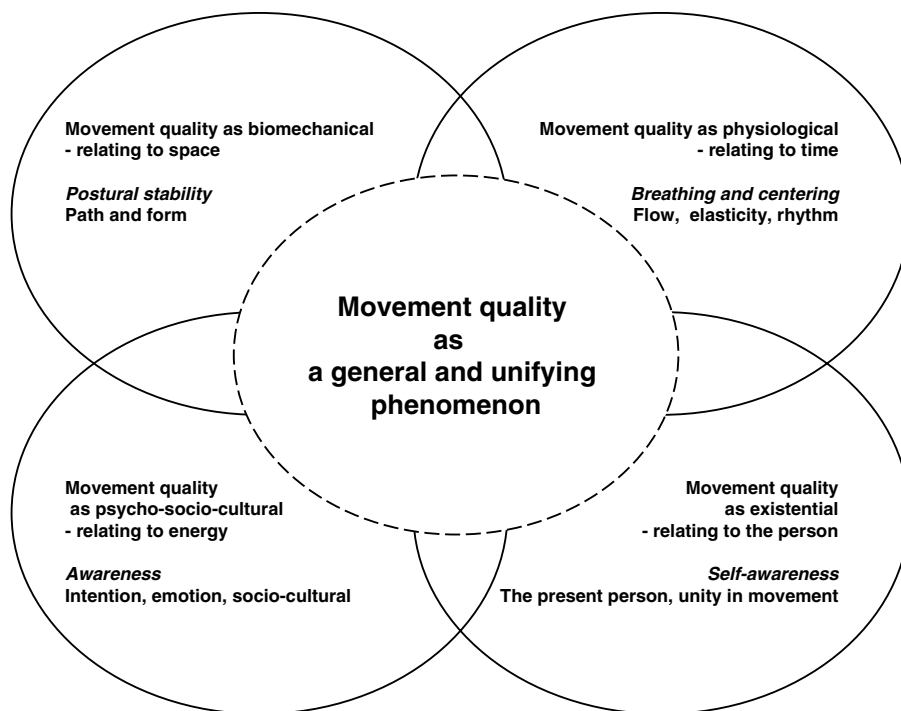 Movement quality as biomechanical
- relating to space
Postural stability
Path and form
Movement quality as physiological
- relating to time
Breathing and centering
Flow, elasticity, rhythm
Movement quality
as
a general and unifying
phenomenon
Movement quality
as psycho-socio-cultural
- relating to energy
Awareness
Intention, emotion, socio-cultural
Movement quality
as existential
- relating to the person
Self-awareness
The present person, unity in movement